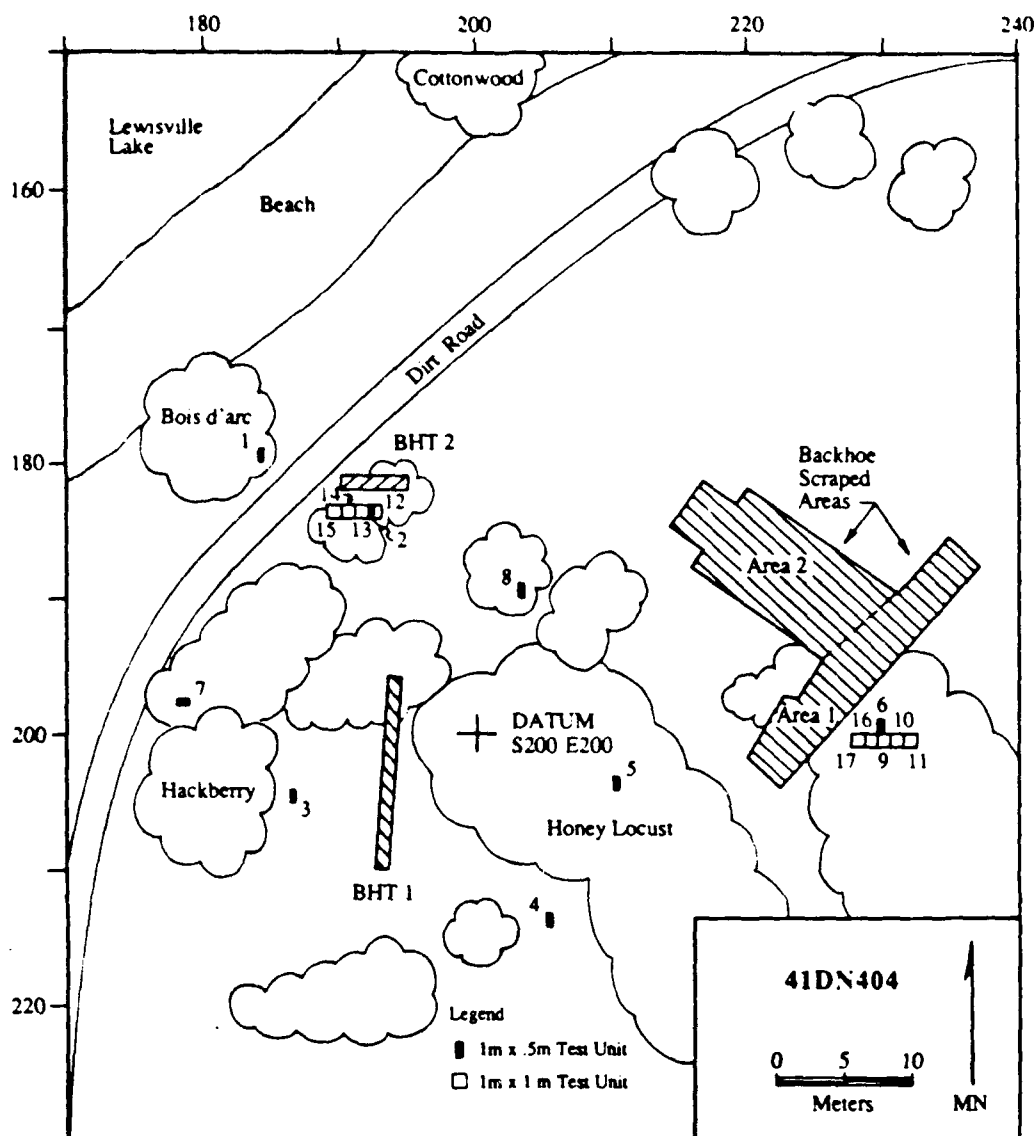 180
200
220
240
Cottonwood
Lewisville
Lake
160
Beach
Dirt Road
Bois d'arc
1
BHT 2
180
Backhoe
Scraped
Areas
14
12
15
13
2
Area 2
8
7
6
Area 1
16
10
200
DATUM
S200 E200
17
9
11
5
Hackberry
3
Honey Locust
BHT 1
4
41DN404
220
Legend
1m x .5m Test Unit
1m x 1 m Test Unit
0
5
10
Meters
MN